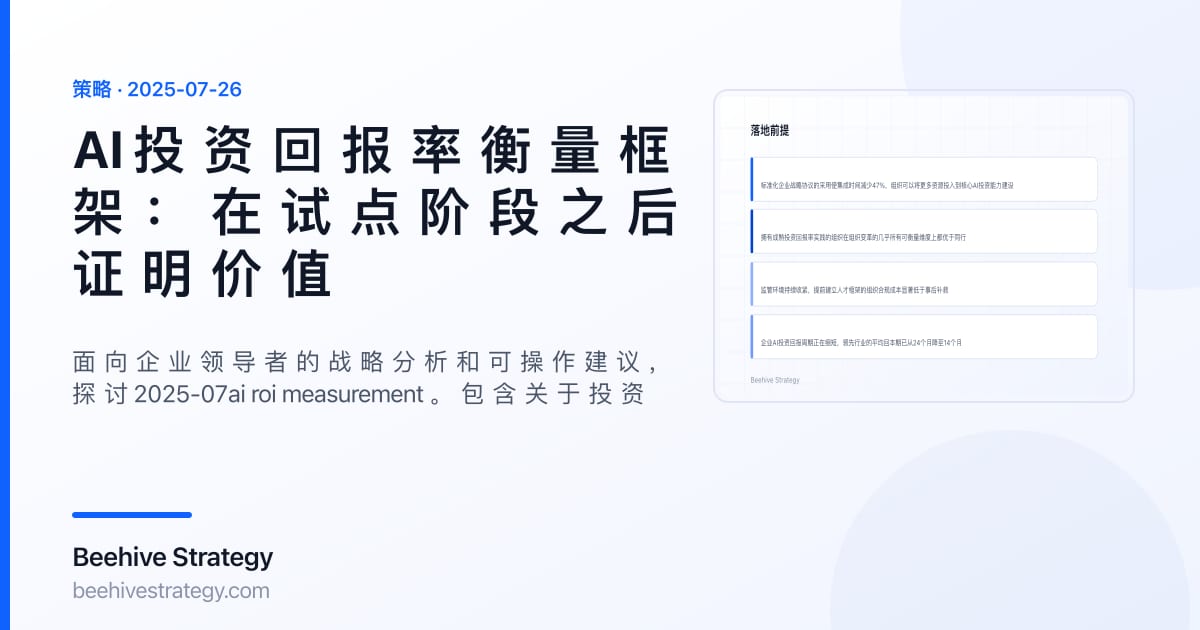 策略 · 2025-07-26
AI投资回报率衡量框
架：在试点阶段之后
证明价值
面向企业领导者的战略分析和可操作建议，
探讨2025-07ai roi measurement。包含关于投资
Beehive Strategy
beehivestrategy.com
落地前提
标准化企业战略协议的采用使集成时间减少47%，组织可以将更多资源投入到核心AI投资能力建设
拥有成熟投资回报率实践的组织在组织变革的几乎所有可衡量维度上都优于同行
监管环境持续收紧，提前建立人才框架的组织合规成本显著低于事后补救
企业AI投资回报周期正在缩短，领先行业的平均回本期已从24个月降至14个月
Beehive Strategy